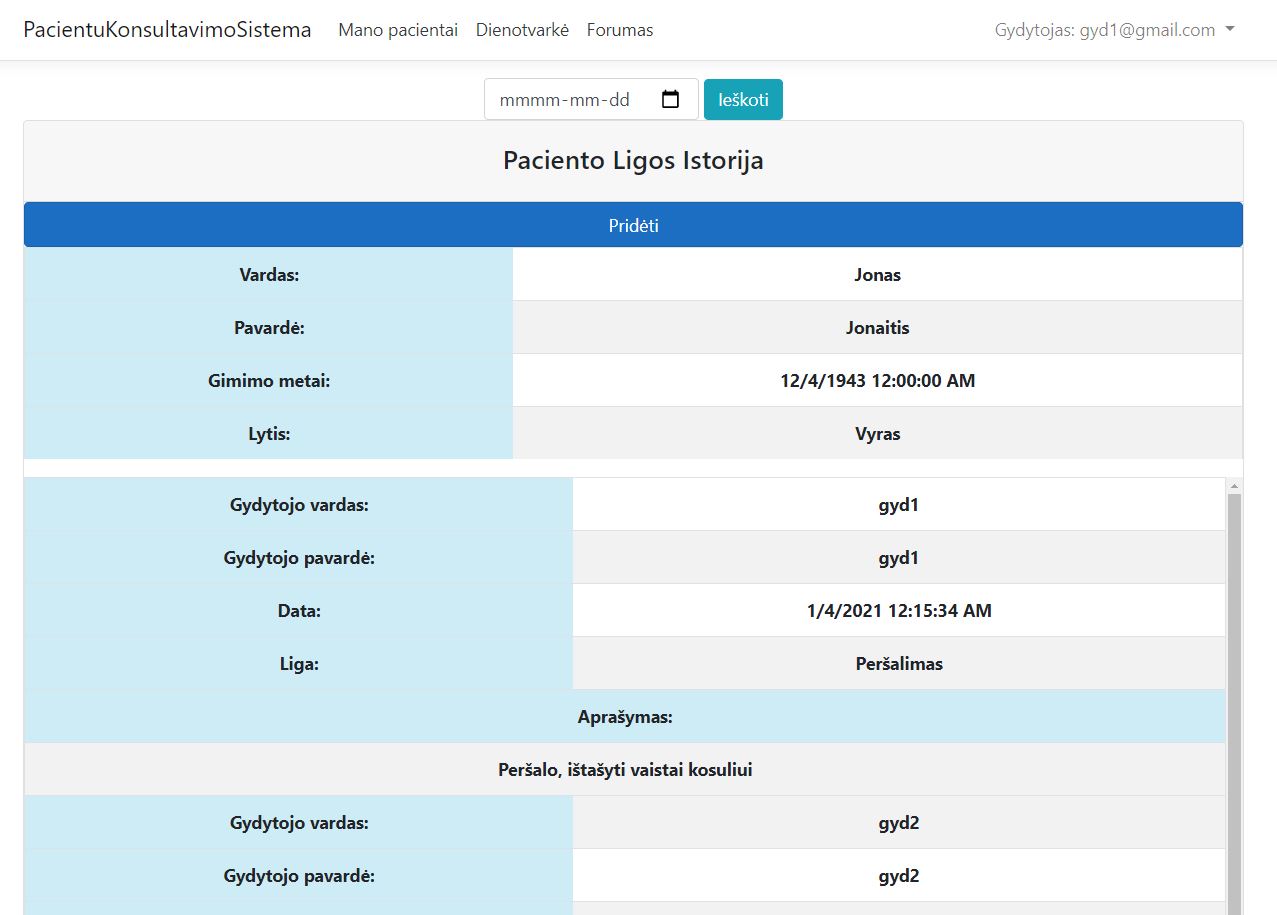 PacientuKonsultavimoSistema Mano pacientai Dienotvarkė Forumas Gydytojas: gyd1@gmail.com
mmmm-mm-dd Ieškoti
Paciento Ligos Istorija
Pridėti
Vardas: Jonas
Pavardė: Jonaitis
Gimimo metai: 12/4/1943 12:00:00 AM
Lytis: Vyras
Gydytojo vardas: gyd1
Gydytojo pavardė: gyd1
Data: 1/4/2021 12:15:34 AM
Liga: Peršalimas
Aprašymas:
Peršalo, ištašyti vaistai kosuliui
Gydytojo vardas: gyd2
Gydytojo pavardė: gyd2